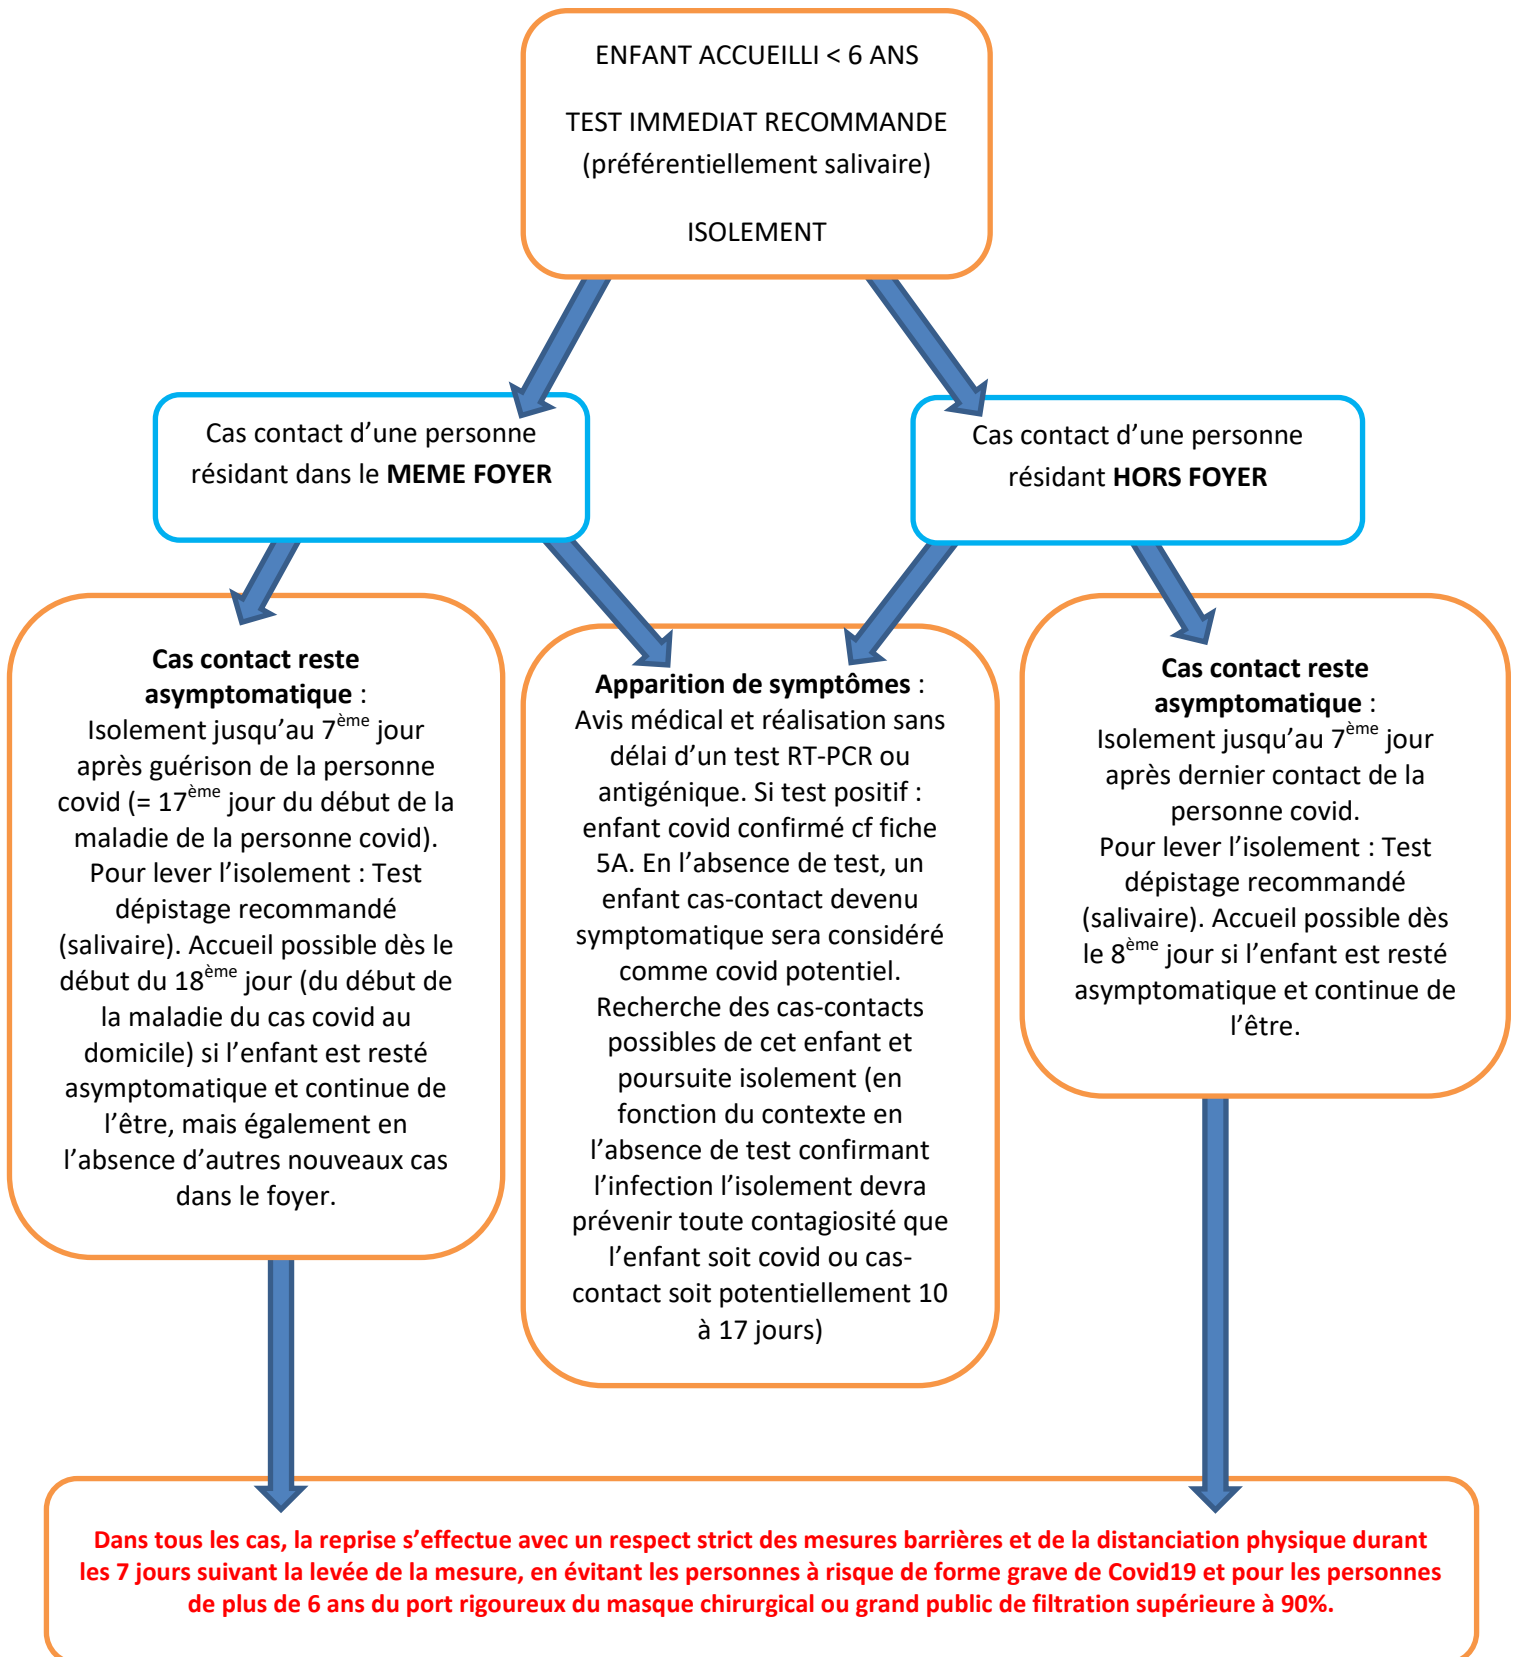 ENFANT ACCUEILLI < 6 ANS
TEST IMMEDIAT RECOMMANDE
(préférentiellement salivaire)
ISOLEMENT
Cas contact d’une personne
résidant dans le MEME FOYER
Cas contact d’une personne
résidant HORS FOYER
Cas contact reste
asymptomatique :
Isolement jusqu’au 7ème jour
après guérison de la personne
covid (= 17ème jour du début de la
maladie de la personne covid).
Pour lever l’isolement : Test
dépistage recommandé
(salivaire). Accueil possible dès le
début du 18ème jour (du début de
la maladie du cas covid au
domicile) si l’enfant est resté
asymptomatique et continue de
l’être, mais également en
l’absence d’autres nouveaux cas
dans le foyer.
Apparition de symptômes :
Avis médical et réalisation sans
délai d’un test RT-PCR ou
antigénique. Si test positif :
enfant covid confirmé cf fiche
5A. En l’absence de test, un
enfant cas-contact devenu
symptomatique sera considéré
comme covid potentiel.
Recherche des cas-contacts
possibles de cet enfant et
poursuite isolement (en
fonction du contexte en
l’absence de test confirmant
l’infection l’isolement devra
prévenir toute contagiosité que
l’enfant soit covid ou cas-
contact soit potentiellement 10
à 17 jours)
Cas contact reste
asymptomatique :
Isolement jusqu’au 7ème jour
après dernier contact de la
personne covid.
Pour lever l’isolement : Test
dépistage recommandé
(salivaire). Accueil possible dès
le 8ème jour si l’enfant est resté
asymptomatique et continue de
l’être.
Dans tous les cas, la reprise s’effectue avec un respect strict des mesures barrières et de la distanciation physique durant
les 7 jours suivant la levée de la mesure, en évitant les personnes à risque de forme grave de Covid19 et pour les personnes
de plus de 6 ans du port rigoureux du masque chirurgical ou grand public de filtration supérieure à 90%.